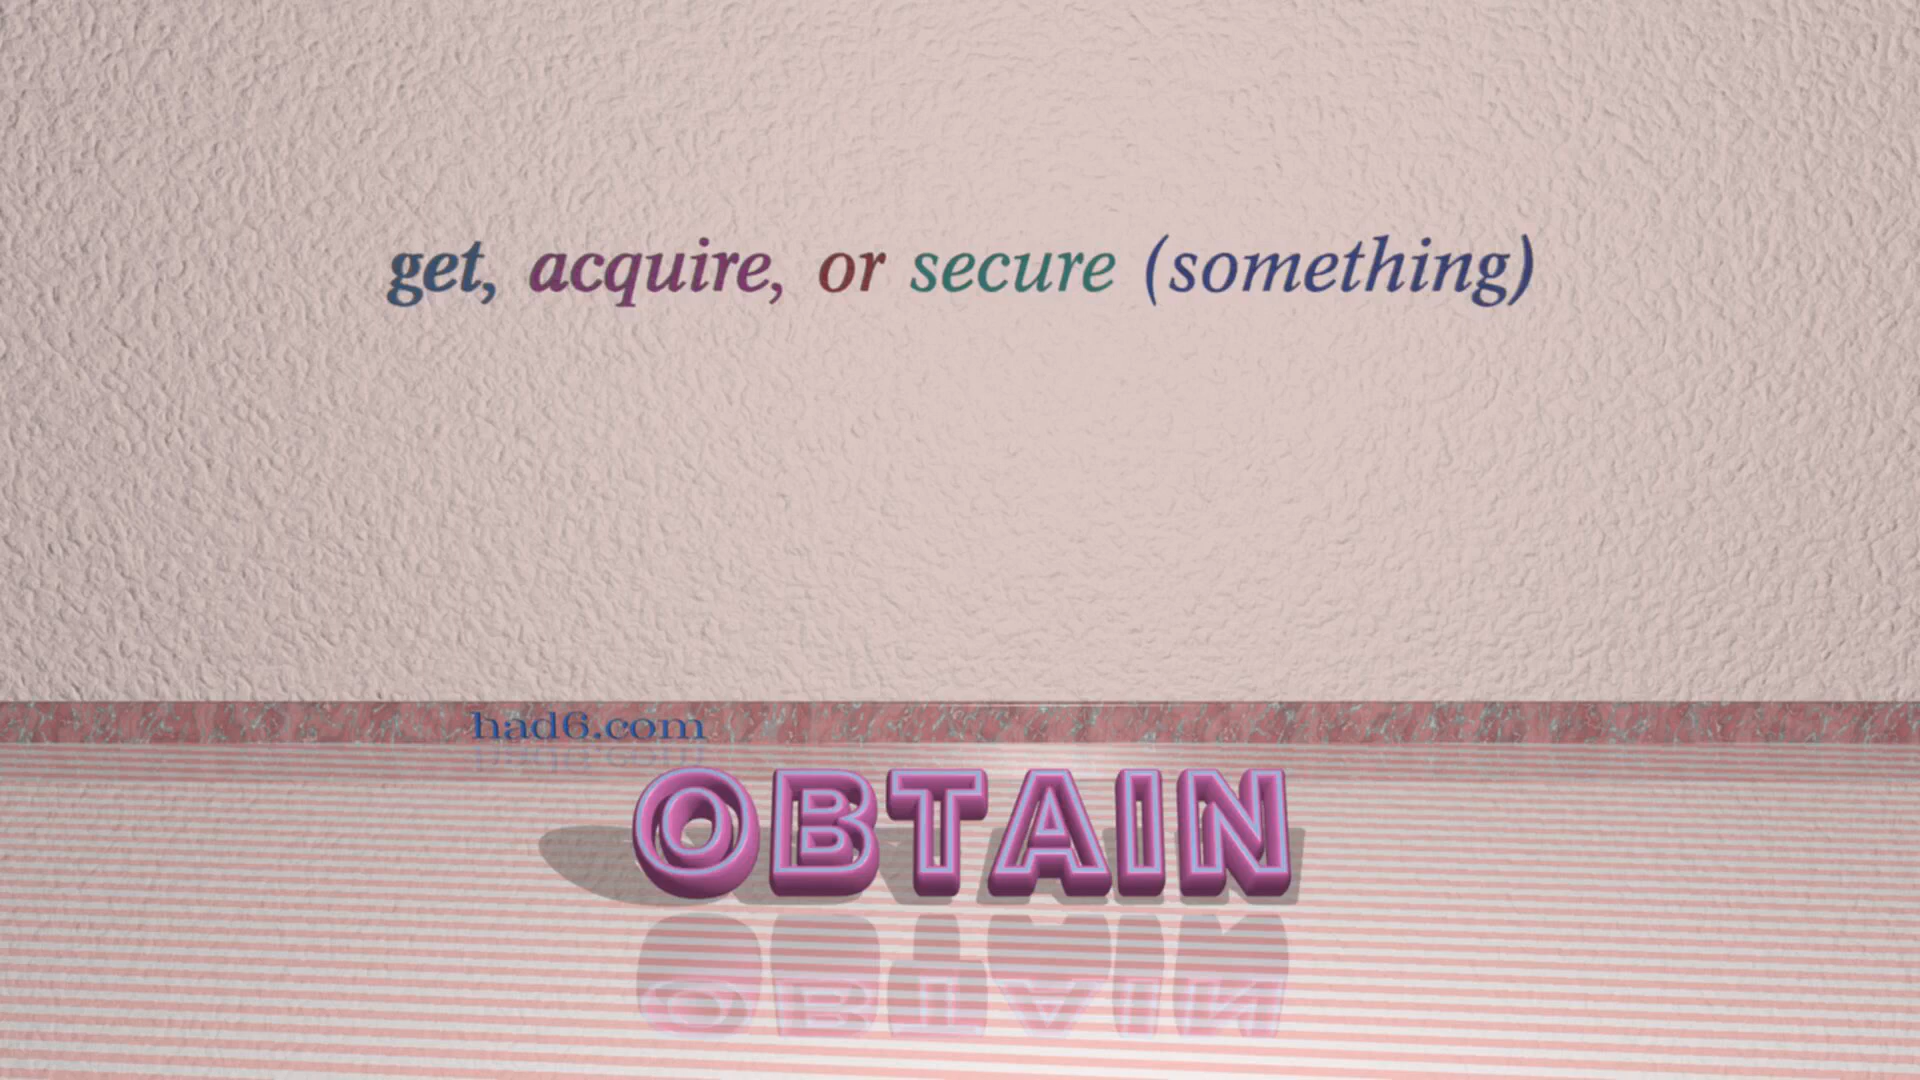 get, acquire, or secure (something)
had6.com
OBTAIN